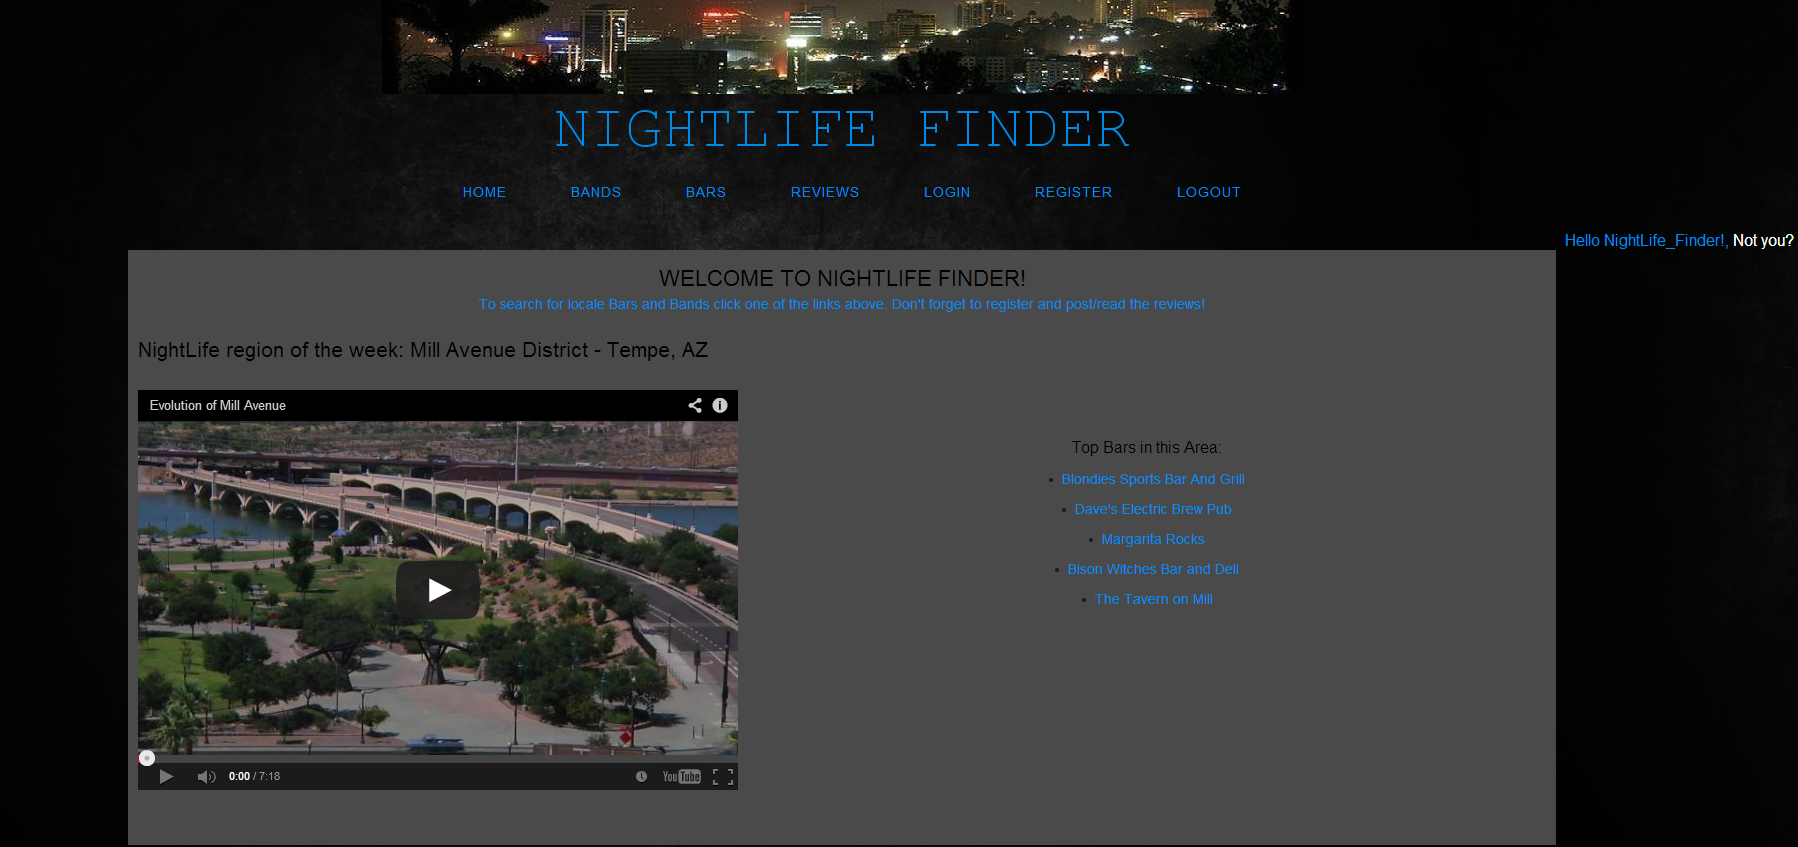 NIGHTLIFE FINDER
HOME BANDS BARS REVIEWS LOGIN REGISTER LOGOUT
Hello NightLife_Finder!, Not you?
WELCOME TO NIGHTLIFE FINDER!
To search for locale Bars and Bands click one of the links above. Don't forget to register and post/read the reviews!
NightLife region of the week: Mill Avenue District - Tempe, AZ
Evolution of Mill Avenue
0:00 / 7:18
YouTube
Top Bars in this Area:
• Blondies Sports Bar And Grill
• Dave's Electric Brew Pub
• Margarita Rocks
• Bison Witches Bar and Deli
• The Tavern on Mill